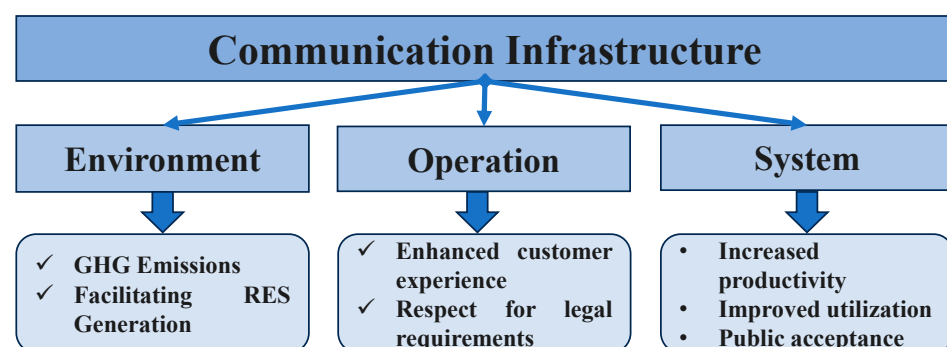 Communication Infrastructure
Environment
Operation
System
✓ GHG Emissions
✓ Facilitating RES
Generation
✓ Enhanced customer
experience
✓ Respect for legal
requirements
• Increased
productivity
• Improved utilization
• Public acceptance